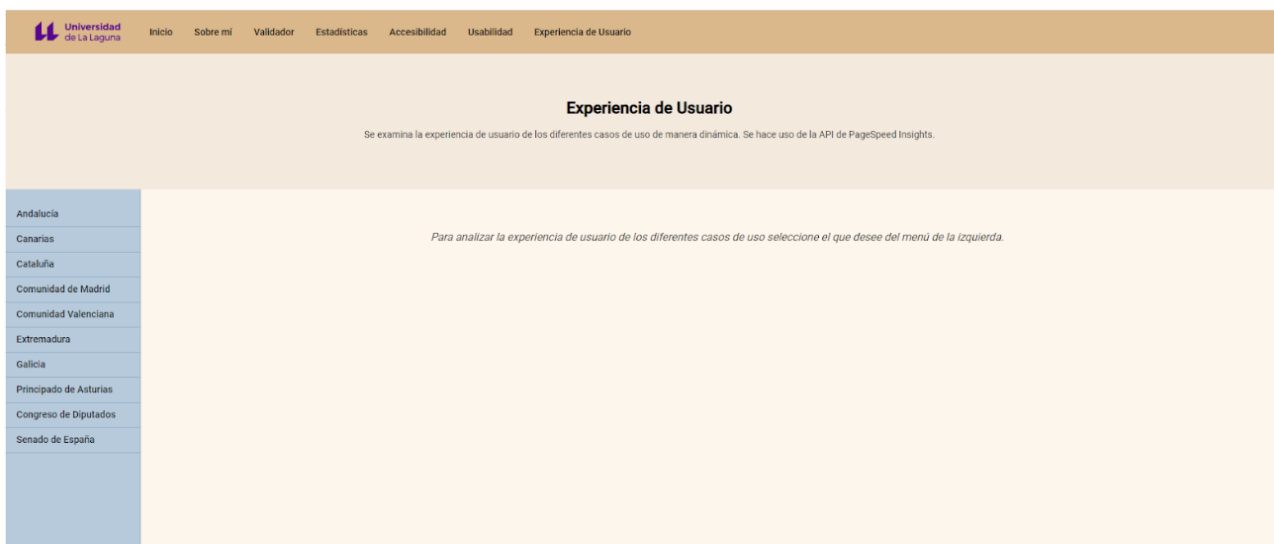 Universidad
de La Laguna
Inicio Sobre mí Validador Estadísticas Accesibilidad Usabilidad Experiencia de Usuario
Experiencia de Usuario
Se examina la experiencia de usuario de los diferentes casos de uso de manera dinámica. Se hace uso de la API de PageSpeed Insights.
Andalucía
Canarias
Cataluña
Comunidad de Madrid
Comunidad Valenciana
Extremadura
Galicia
Principado de Asturias
Congreso de Diputados
Senado de España
Para analizar la experiencia de usuario de los diferentes casos de uso seleccione el que desee del menú de la izquierda.